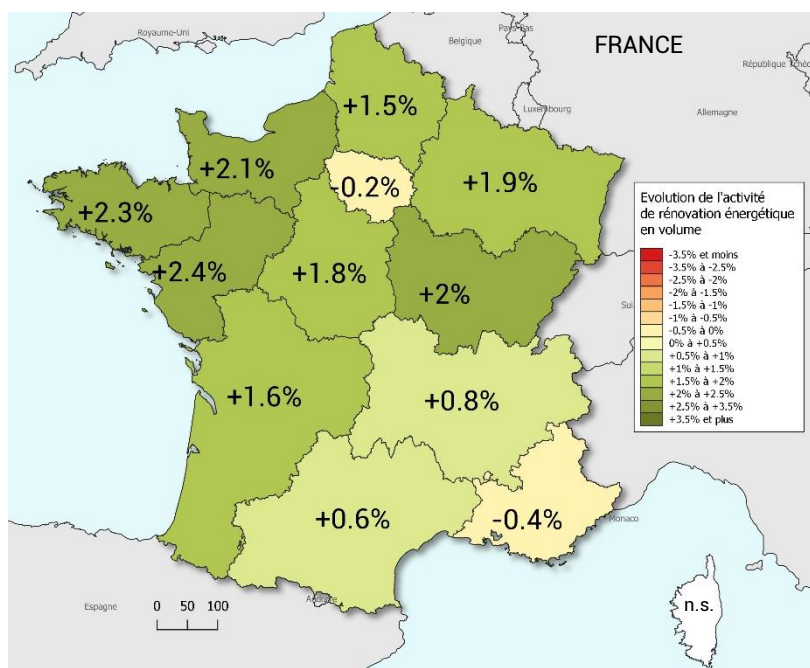 Royaume-Uni
Belgique
Pays-Bas
FRANCE
République Tchè
Luxembourg
Allemagne
+1.5%
+2.1%
-0.2%
+1.9%
+2.3%
+2.4%
+1.8%
+2%
Sui
Evolution de l'activité
de rénovation énergétique
en volume
-3.5% et moins
-3.5% à -2.5%
-2.5% à -2%
-2% à -1.5%
-1.5% à -1%
-1% à -0.5%
-0.5% à 0%
0% à +0.5%
+0.5% à +1%
+1% à +1.5%
+1.5% à +2%
+2% à +2.5%
+2.5% à +3.5%
+3.5% et plus
+1.6%
+0.8%
+0.6%
-0.4%
Monaco
n.s.
Espagne
Andorre
0 50 100